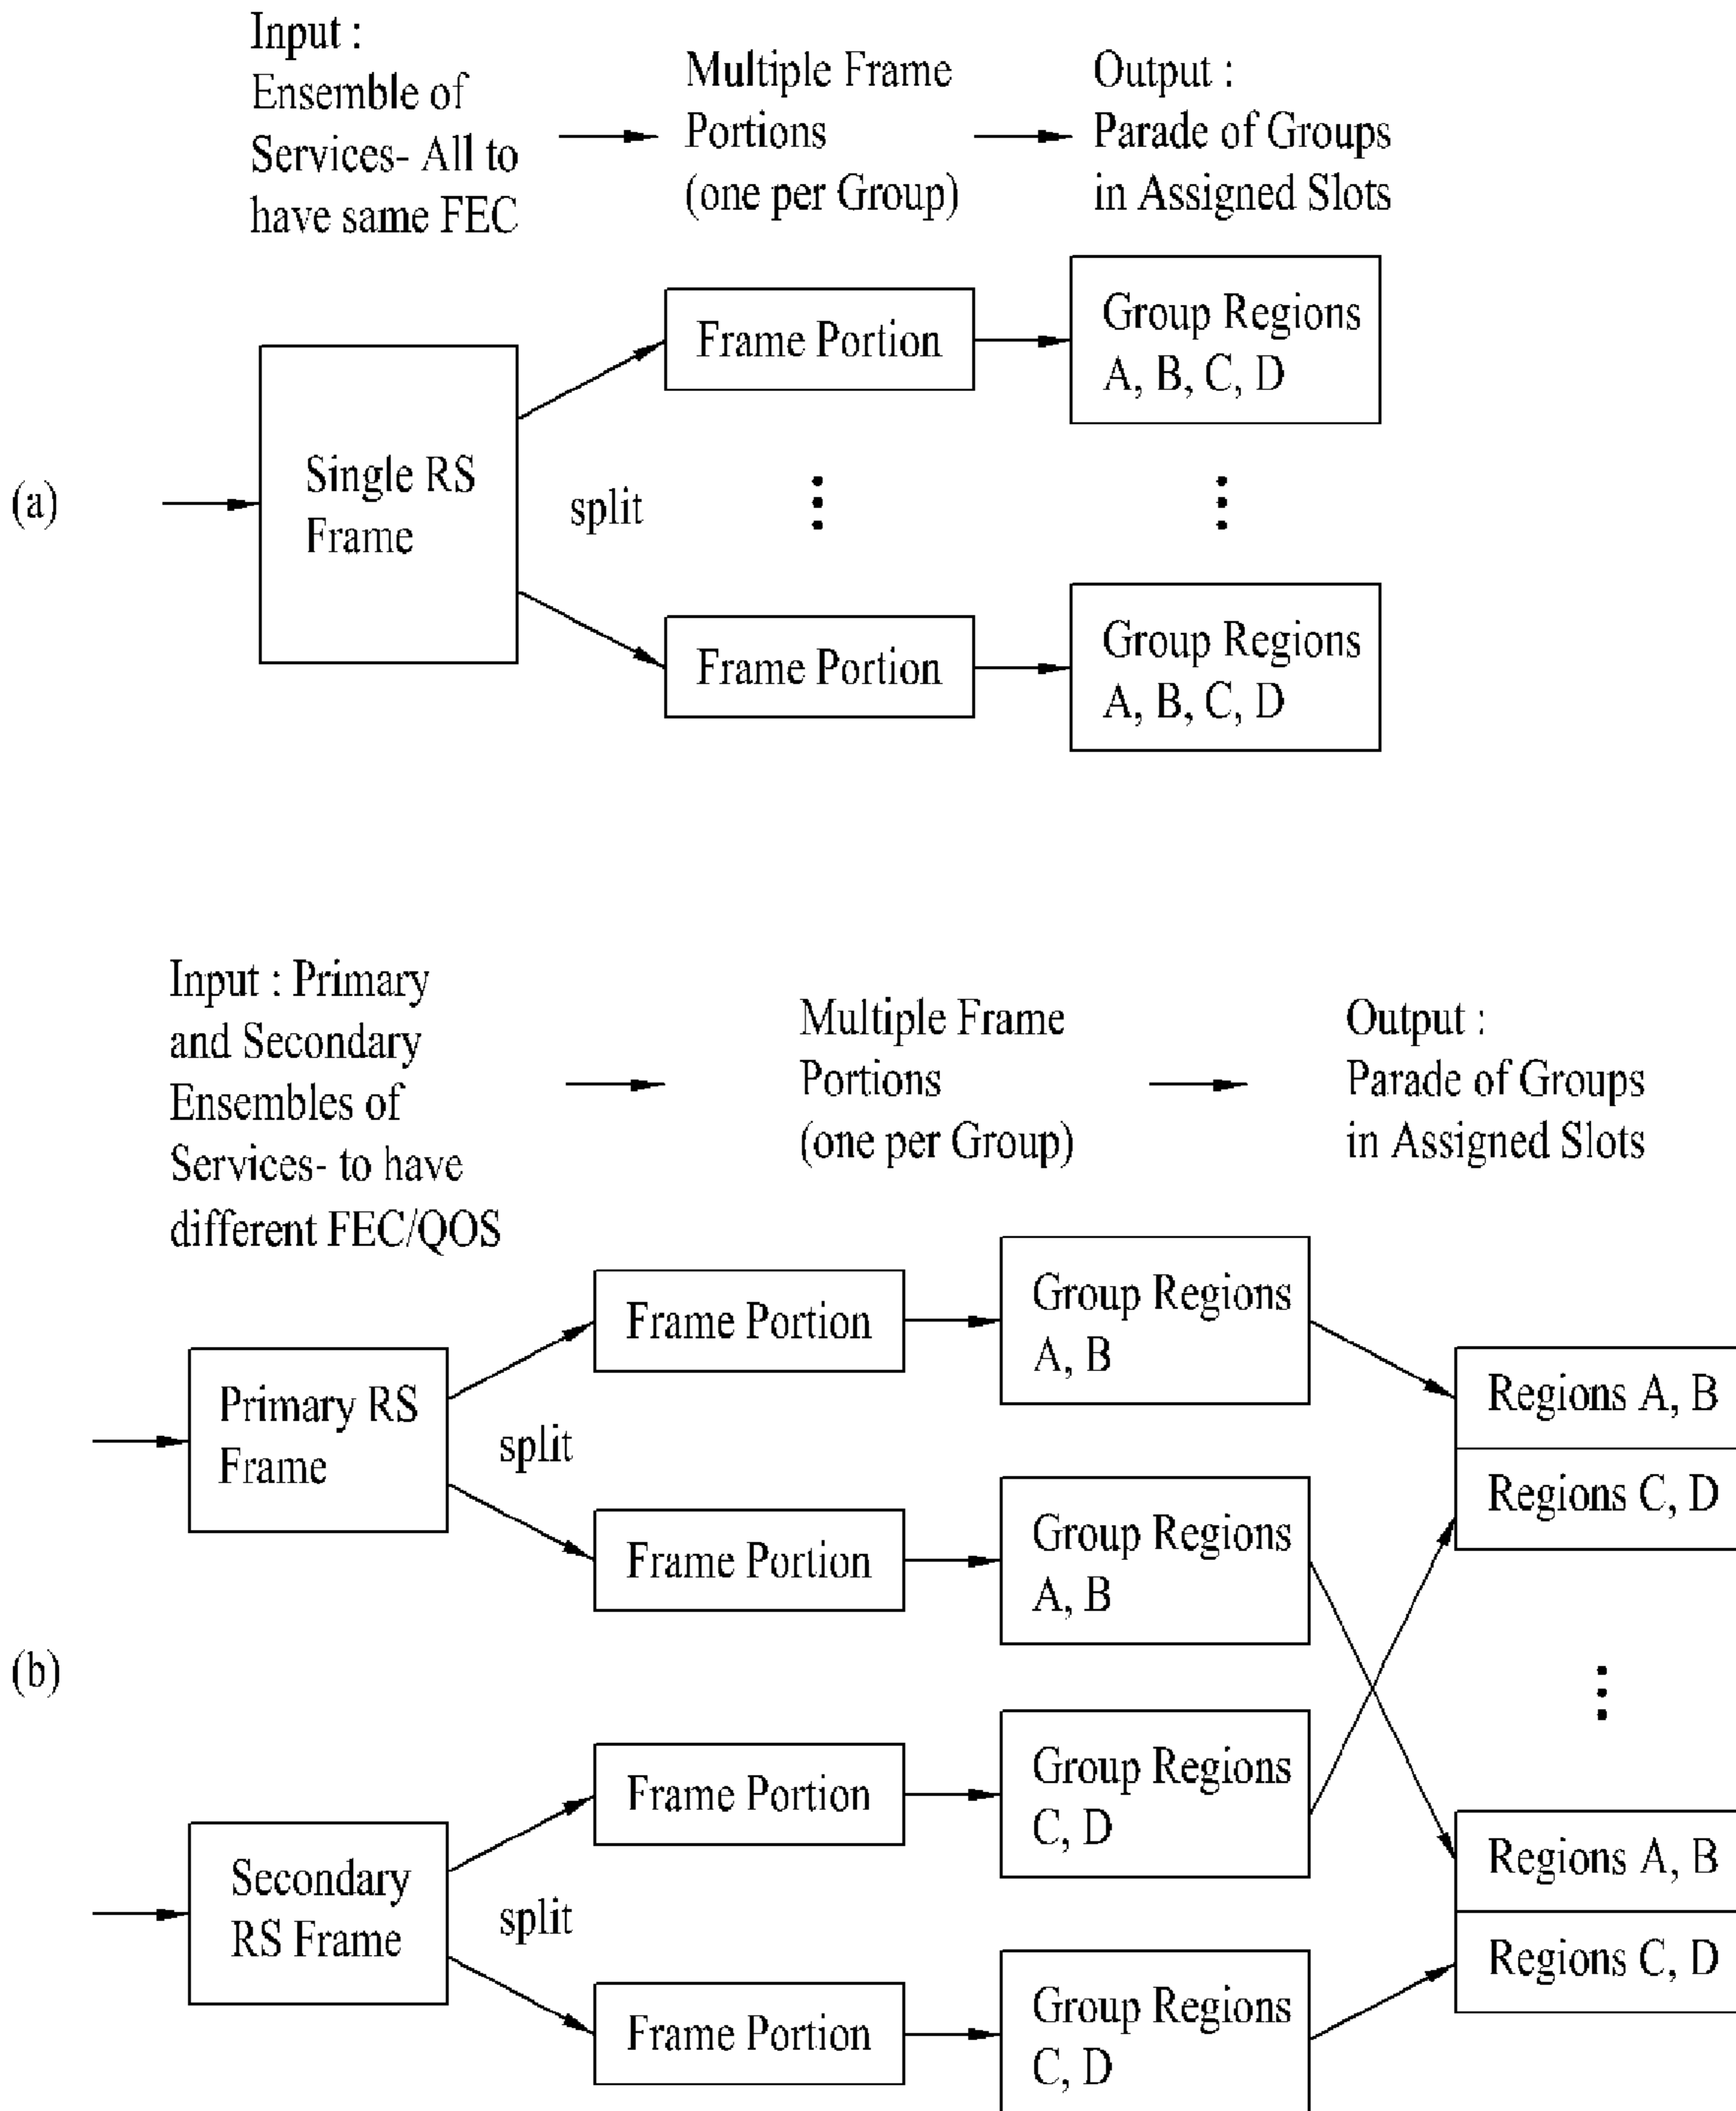 Input :
Ensemble of
Services- All to
have same FEC
Multiple Frame
Portions
(one per Group)
Output :
Parade of Groups
in Assigned Slots
(a)
Single RS
Frame
split
Frame Portion
Group Regions
A, B, C, D
Frame Portion
Group Regions
A, B, C, D
Input : Primary
and Secondary
Ensembles of
Services- to have
different FEC/QOS
Multiple Frame
Portions
(one per Group)
Output :
Parade of Groups
in Assigned Slots
(b)
Primary RS
Frame
split
Frame Portion
Group Regions
A, B
Frame Portion
Group Regions
A, B
Secondary
RS Frame
split
Frame Portion
Group Regions
C, D
Frame Portion
Group Regions
C, D
Regions A, B
Regions C, D
Regions A, B
Regions C, D